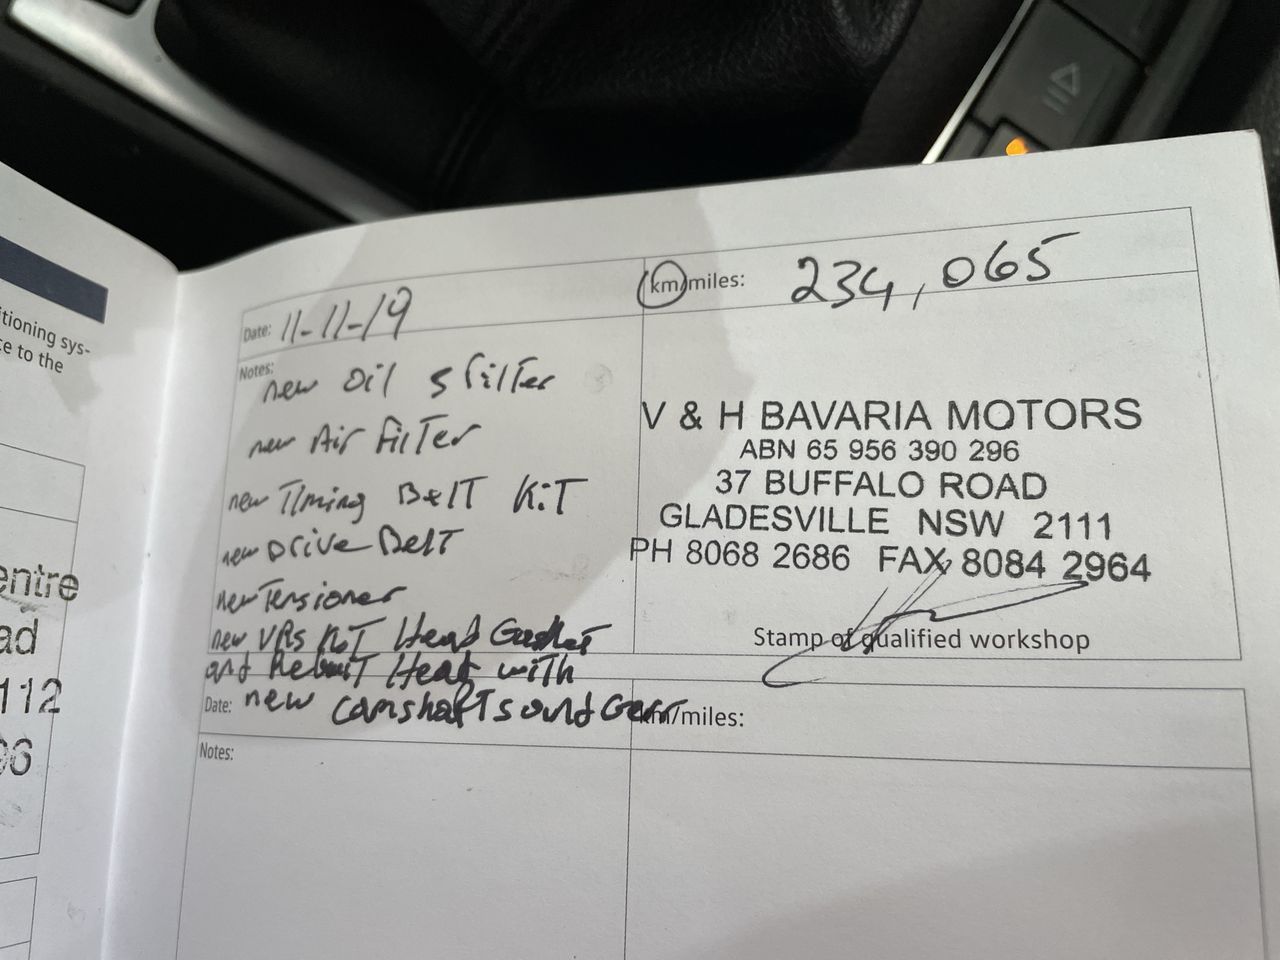 itioning sys-
ce to the
entre
ad
112
96
Date: 11-11-19
km/miles: 234,065
Notes:
new oil & filter
new Air Filter
new Timing Belt Kit
new Drive Belt
new Tensioner
new VRS KiT Head Gasket
and Rebuilt Head with
new camshafts and Gear
V & H BAVARIA MOTORS
ABN 65 956 390 296
37 BUFFALO ROAD
GLADESVILLE NSW 2111
PH 8068 2686 FAX 8084 2964
Stamp of qualified workshop
Date:
km/miles:
Notes: